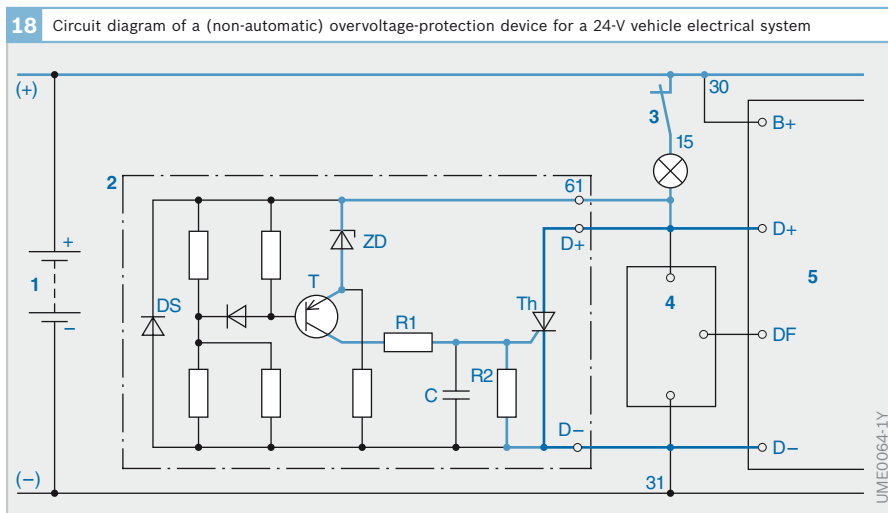 18 Circuit diagram of a (non-automatic) overvoltage-protection device for a 24-V vehicle electrical system
(+)
30
3
B+
15
2
61
+
ZD
D+
D+
1
T
4
5
DS
Th
R1
–
DF
R2
C
D–
D–
(–)
31
UME0064-1Y